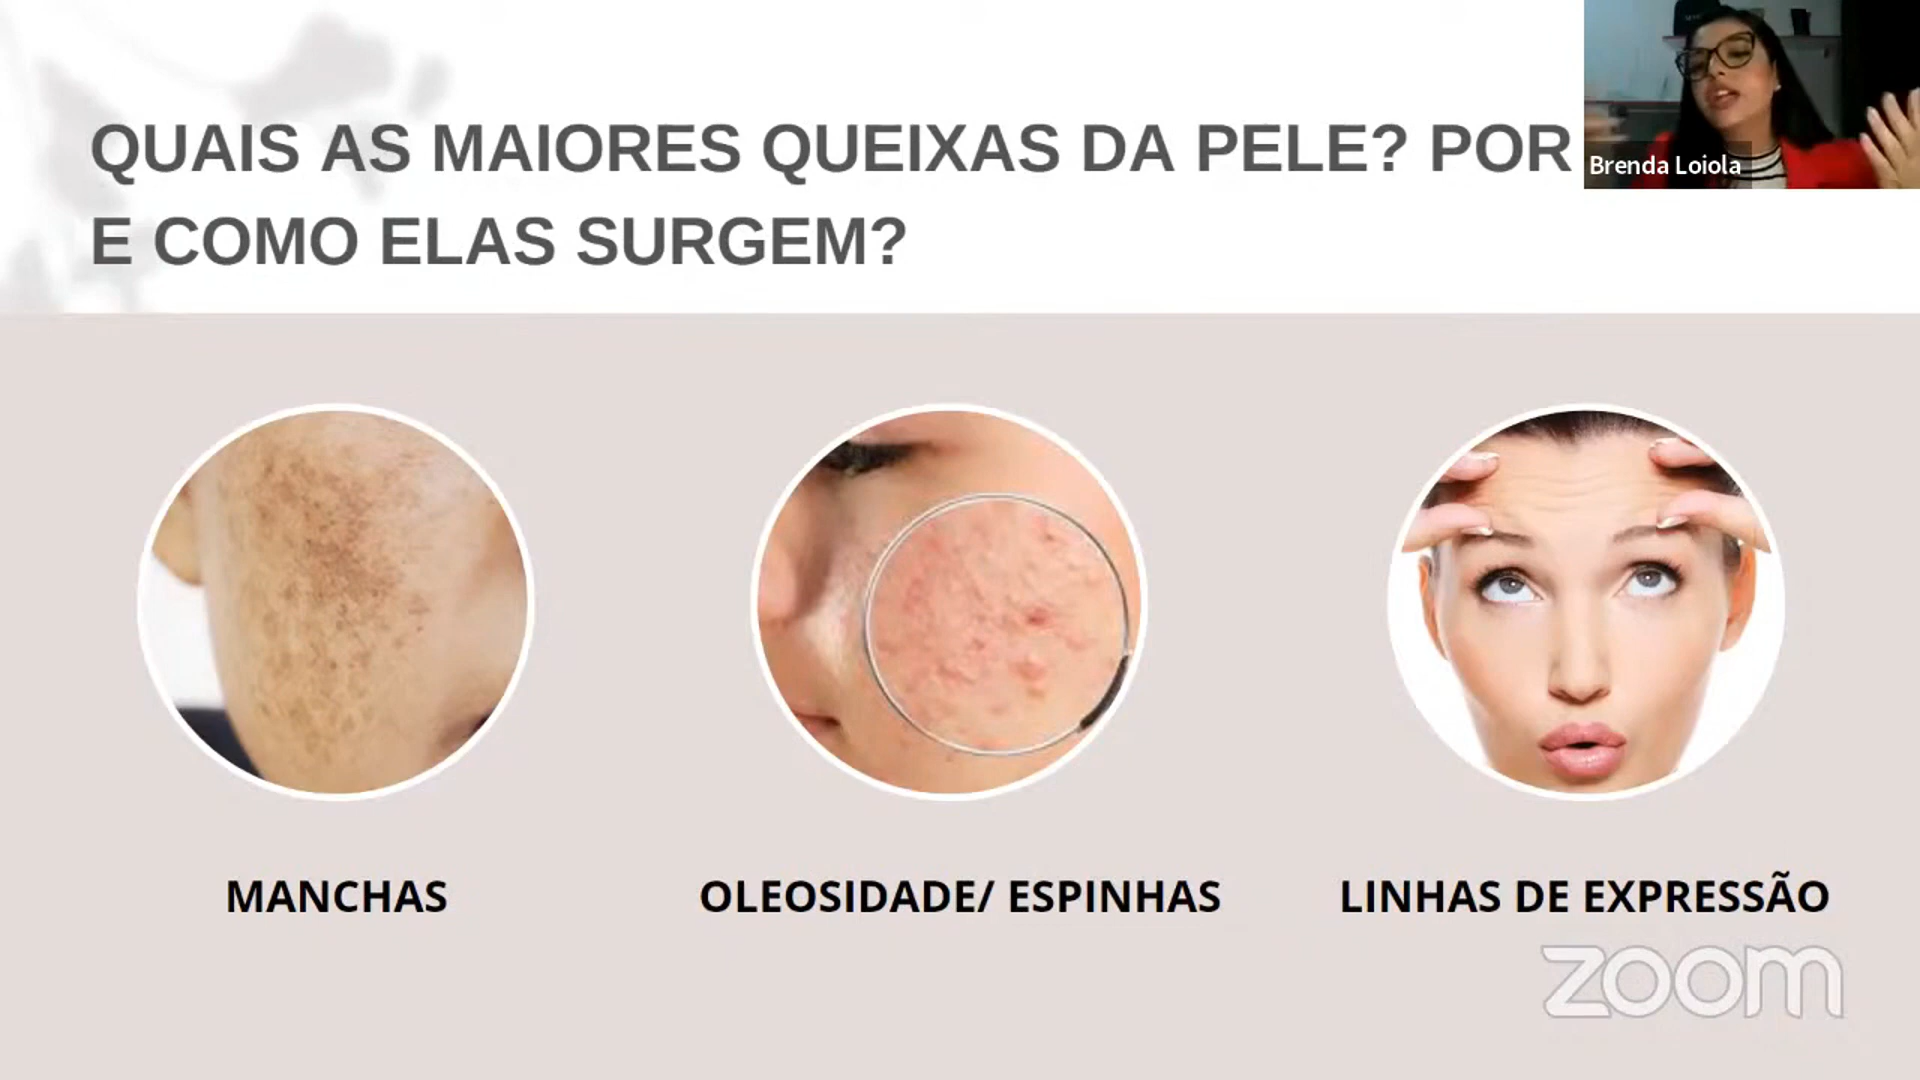 QUAIS AS MAIORES QUEIXAS DA PELE? POR
E COMO ELAS SURGEM?
Brenda Loiola
MANCHAS
OLEOSIDADE/ ESPINHAS
LINHAS DE EXPRESSÃO
zoom